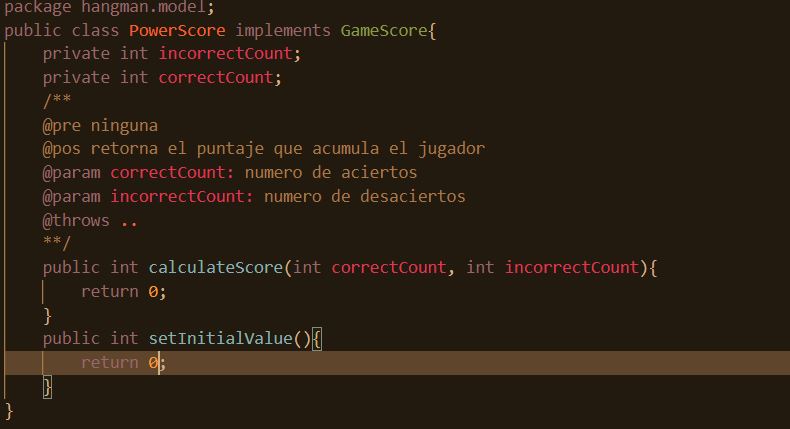 package hangman.model;
public class PowerScore implements GameScore{
    private int incorrectCount;
    private int correctCount;
    /**
    @pre ninguna
    @pos retorna el puntaje que acumula el jugador
    @param correctCount: numero de aciertos
    @param incorrectCount: numero de desaciertos
    @throws ..
    **/
    public int calculateScore(int correctCount, int incorrectCount){
        return 0;
    }
    public int setInitialValue(){
        return 0;
    }
}